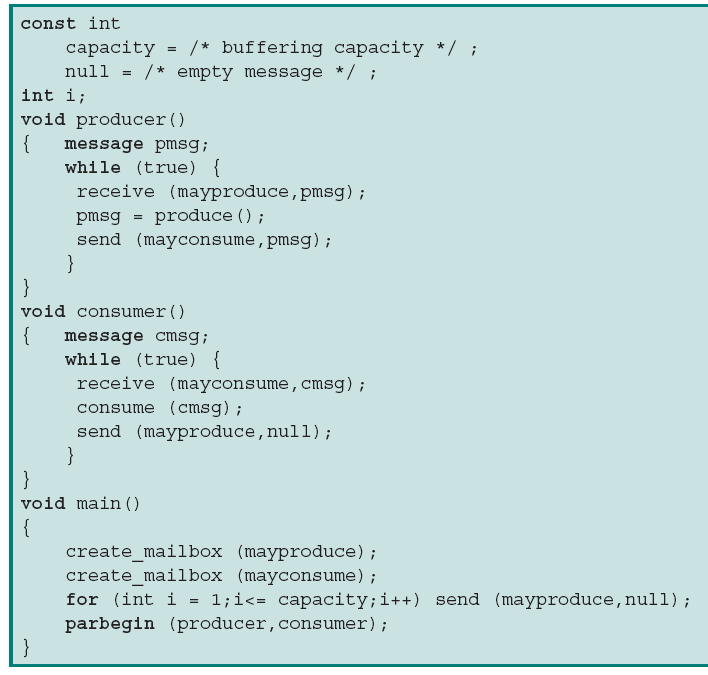 const int
    capacity = /* buffering capacity */ ;
    null = /* empty message */ ;
int i;
void producer()
{   message pmsg;
    while (true) {
     receive (mayproduce,pmsg);
     pmsg = produce();
     send (mayconsume,pmsg);
    }
}
void consumer()
{   message cmsg;
    while (true) {
     receive (mayconsume,cmsg);
     consume (cmsg);
     send (mayproduce,null);
    }
}
void main()
{
    create_mailbox (mayproduce);
    create_mailbox (mayconsume);
    for (int i = 1;i<= capacity;i++) send (mayproduce,null);
    parbegin (producer,consumer);
}